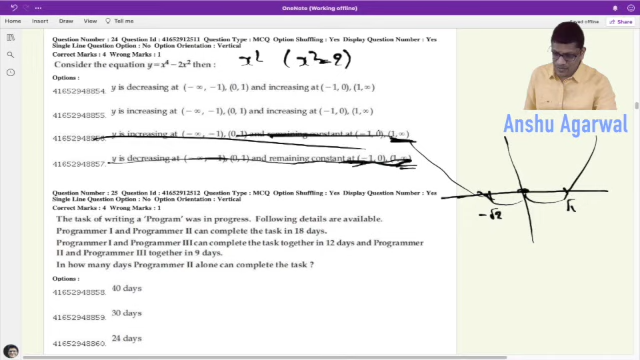 OneNote (Working offline)
Home Insert Draw View Tell me
Share
Question Number : 24 Question Id : 41652912511 Question Type : MCQ Option Shuffling : Yes Display Question Number : Yes
Single Line Question Option : No Option Orientation : Vertical
Correct Marks : 4 Wrong Marks : 1
Consider the equation y = x⁴ − 2x² then :
x² (x² − 2)
Options :
41652948854. y is decreasing at (−∞, −1), (0, 1) and increasing at (−1, 0), (1, ∞)
41652948855. y is increasing at (−∞, −1), (0, 1) and increasing at (−1, 0), (1, ∞)
41652948856. y is increasing at (−∞, −1), (0, 1) and remaining constant at (−1, 0), (1, ∞)
41652948857. y is decreasing at (−∞, −1), (0, 1) and remaining constant at (−1, 0), (1, ∞)
Anshu Agarwal
−√2
Question Number : 25 Question Id : 41652912512 Question Type : MCQ Option Shuffling : Yes Display Question Number : Yes
Single Line Question Option : No Option Orientation : Vertical
Correct Marks : 4 Wrong Marks : 1
The task of writing a 'Program' was in progress. Following details are available.
Programmer I and Programmer II can complete the task in 18 days.
Programmer I and Programmer III can complete the task together in 12 days and Programmer
II and Programmer III together in 9 days.
In how many days Programmer II alone can complete the task ?
Options :
41652948858. 40 days
41652948859. 30 days
41652948860. 24 days